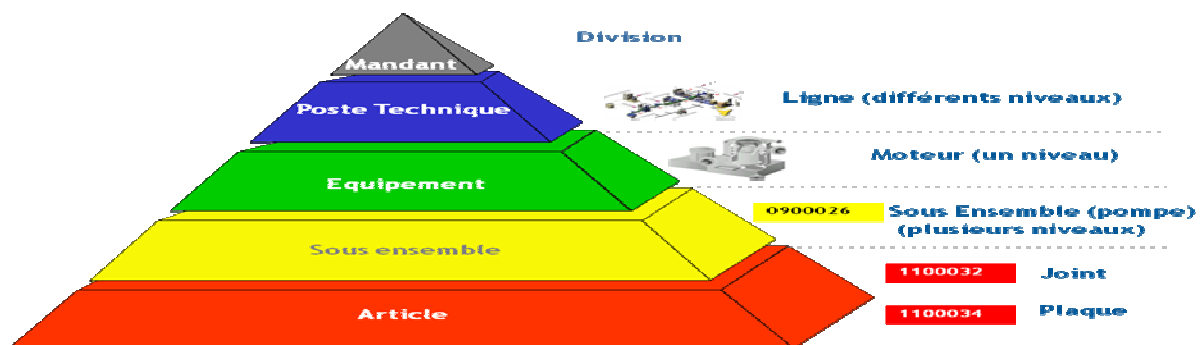 Division
Mandant
Poste Technique
Ligne (différents niveaux)
Moteur (un niveau)
Equipement
0900026
Sous Ensemble (pompe)
(plusieurs niveaux)
Sous ensemble
1100032
Joint
Article
1100034
Plaque